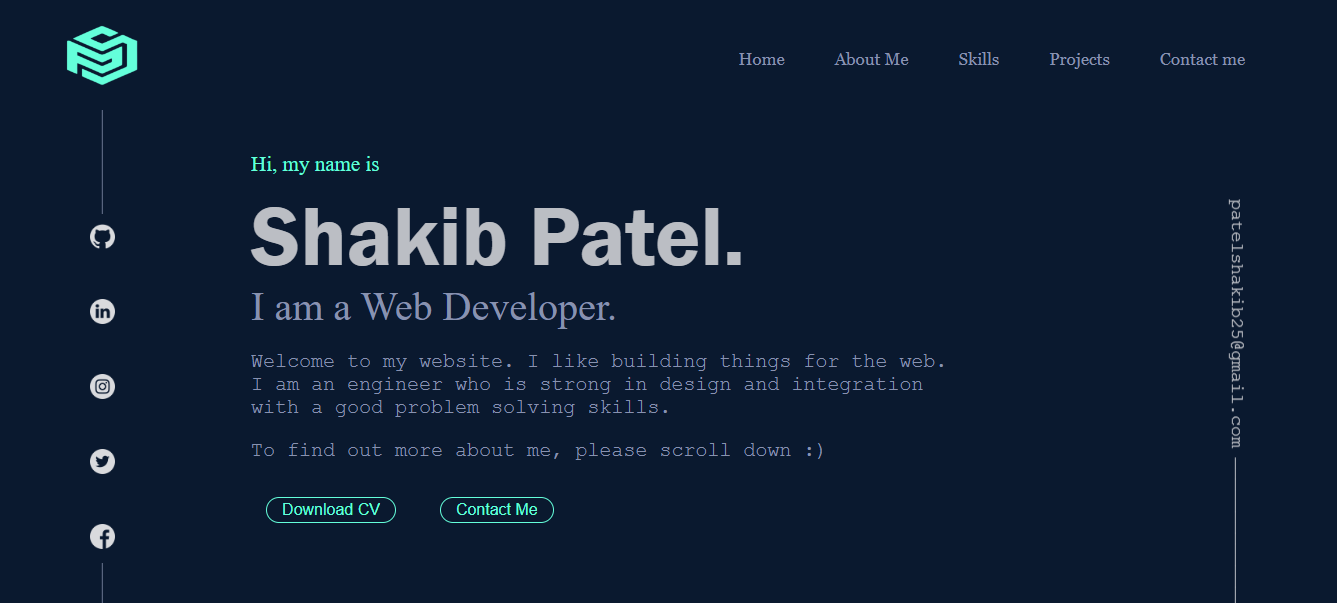 Home About Me Skills Projects Contact me
Hi, my name is
Shakib Patel.
I am a Web Developer.
Welcome to my website. I like building things for the web.
I am an engineer who is strong in design and integration
with a good problem solving skills.
To find out more about me, please scroll down :)
Download CV Contact Me
patelshakib25@gmail.com